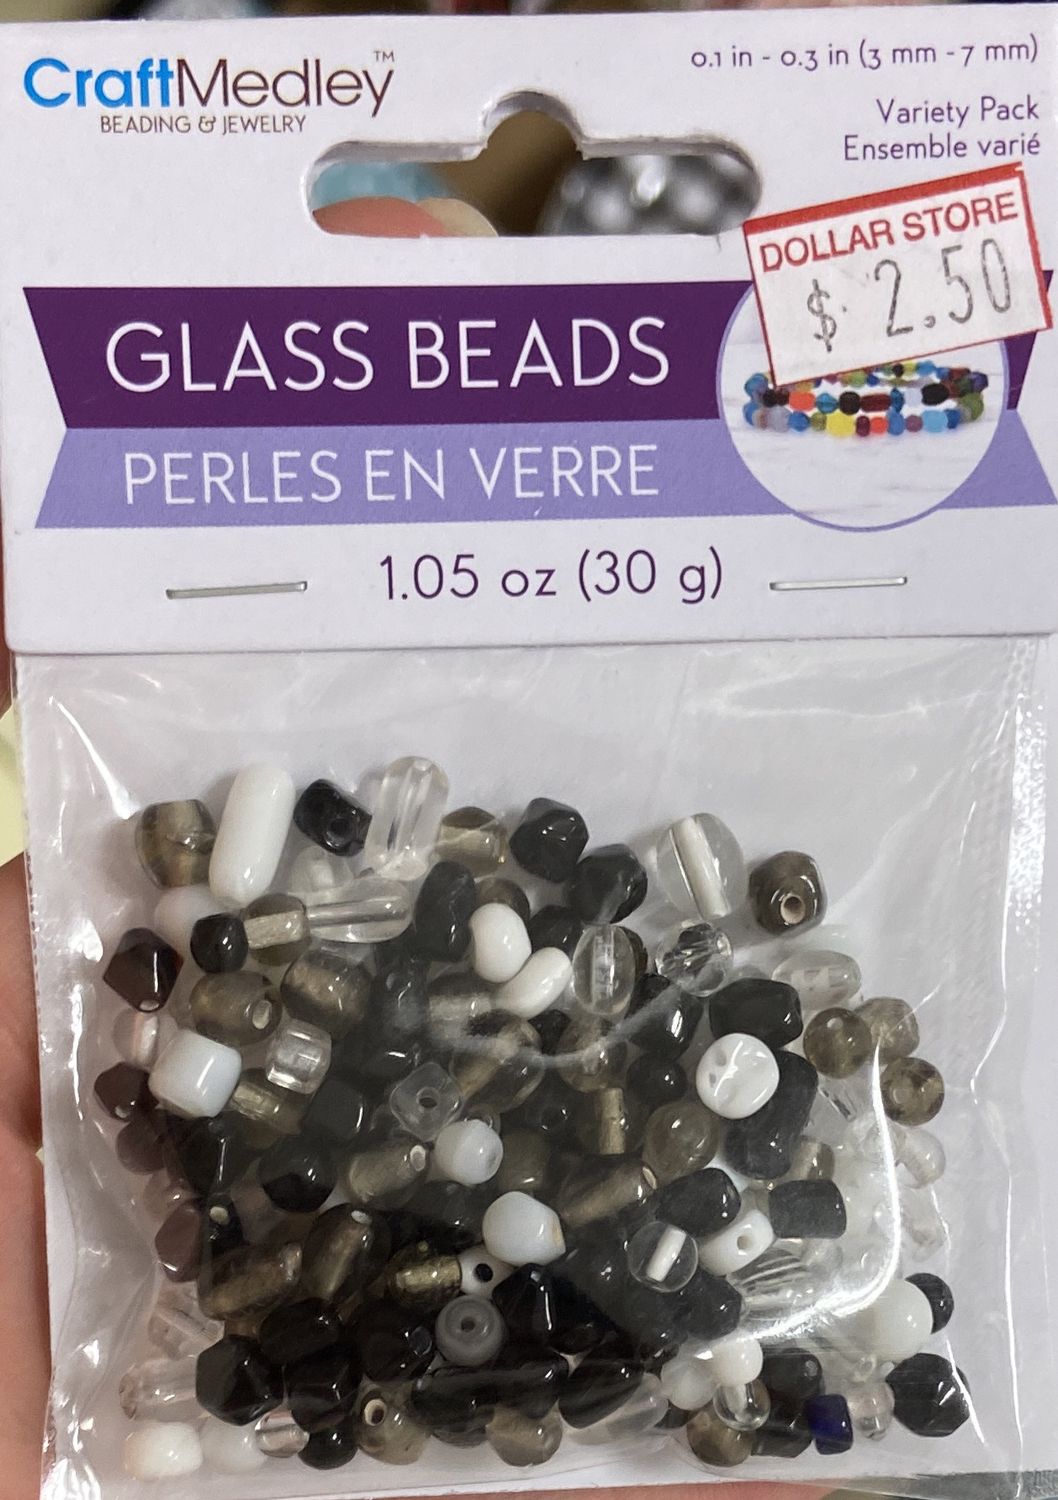 CraftMedley™
BEADING & JEWELRY
0.1 in - 0.3 in (3 mm - 7 mm)
Variety Pack
Ensemble varié
DOLLAR STORE
$ 2.50
GLASS BEADS
PERLES EN VERRE
1.05 oz (30 g)